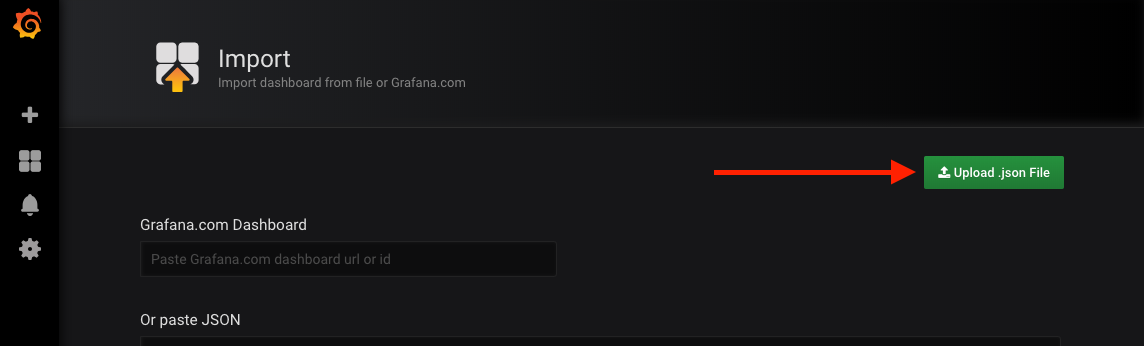 Import
Import dashboard from file or Grafana.com
Upload .json File
Grafana.com Dashboard
Paste Grafana.com dashboard url or id
Or paste JSON